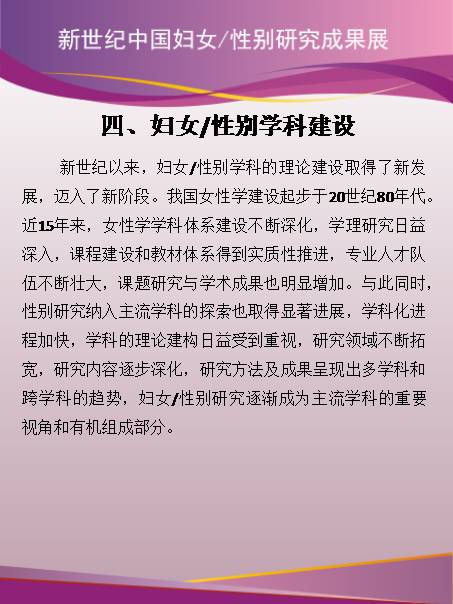 新世纪中国妇女/性别研究成果展
四、妇女/性别学科建设
新世纪以来，妇女/性别学科的理论建设取得了新发
展，迈入了新阶段。我国女性学建设起步于20世纪80年代。
近15年来，女性学学科体系建设不断深化，学理研究日益
深入，课程建设和教材体系得到实质性推进，专业人才队
伍不断壮大，课题研究与学术成果也明显增加。与此同时，
性别研究纳入主流学科的探索也取得显著进展，学科化进
程加快，学科的理论建构日益受到重视，研究领域不断拓
宽，研究内容逐步深化，研究方法及成果呈现出多学科和
跨学科的趋势，妇女/性别研究逐渐成为主流学科的重要
视角和有机组成部分。